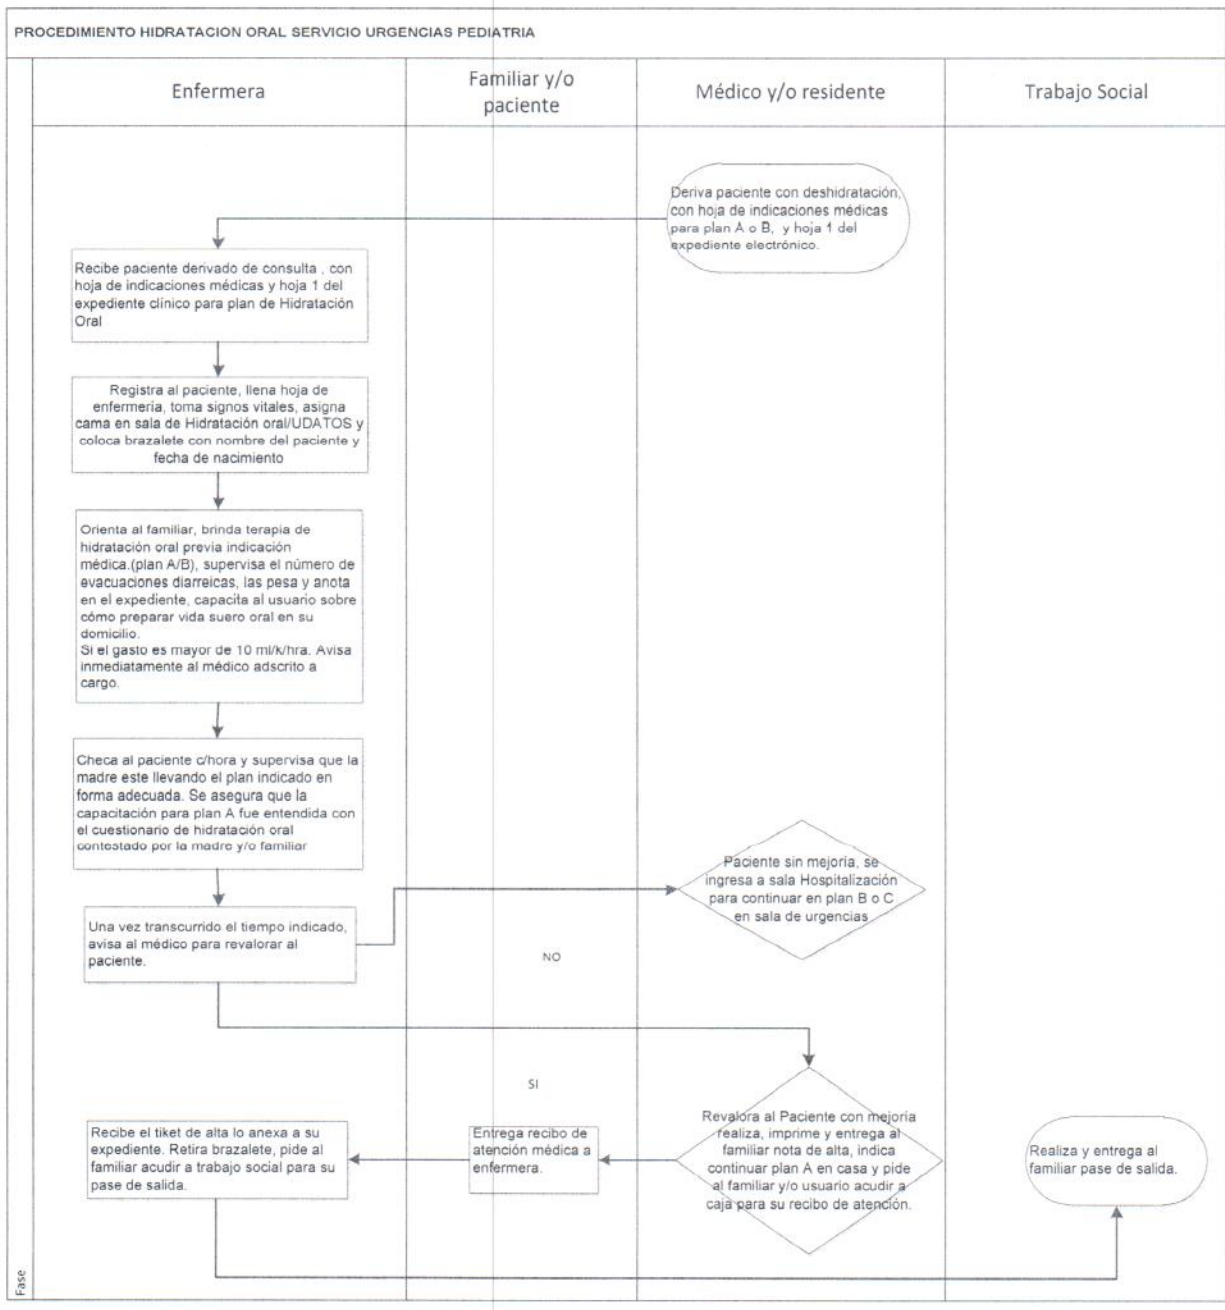 PROCEDIMIENTO HIDRATACION ORAL SERVICIO URGENCIAS PEDIATRIA
Enfermera
Familiar y/o
paciente
Médico y/o residente
Trabajo Social
Deriva paciente con deshidratación,
con hoja de indicaciones médicas
para plan A o B, y hoja 1 del
expediente electrónico.
Recibe paciente derivado de consulta , con
hoja de indicaciones médicas y hoja 1 del
expediente clínico para plan de Hidratación
Oral
Registra al paciente, llena hoja de
enfermería, toma signos vitales, asigna
cama en sala de Hidratación oral/UDATOS y
coloca brazalete con nombre del paciente y
fecha de nacimiento
Orienta al familiar, brinda terapia de
hidratación oral previa indicación
médica.(plan A/B), supervisa el número de
evacuaciones diarreicas, las pesa y anota
en el expediente, capacita al usuario sobre
cómo preparar vida suero oral en su
domicilio.
Si el gasto es mayor de 10 ml/k/hra. Avisa
inmediatamente al médico adscrito a
cargo.
Checa al paciente c/hora y supervisa que la
madre este llevando el plan indicado en
forma adecuada. Se asegura que la
capacitación para plan A fue entendida con
el cuestionario de hidratación oral
contestado por la madre y/o familiar
Paciente sin mejoría, se
ingresa a sala Hospitalización
para continuar en plan B o C
en sala de urgencias
Una vez transcurrido el tiempo indicado,
avisa al médico para revalorar al
paciente.
NO
SI
Revalora al Paciente con mejoría
realiza, imprime y entrega al
familiar nota de alta, indica
continuar plan A en casa y pide
al familiar y/o usuario acudir a
caja para su recibo de atención.
Entrega recibo de
atención médica a
enfermera.
Recibe el tiket de alta lo anexa a su
expediente. Retira brazalete, pide al
familiar acudir a trabajo social para su
pase de salida.
Realiza y entrega al
familiar pase de salida.
Fase